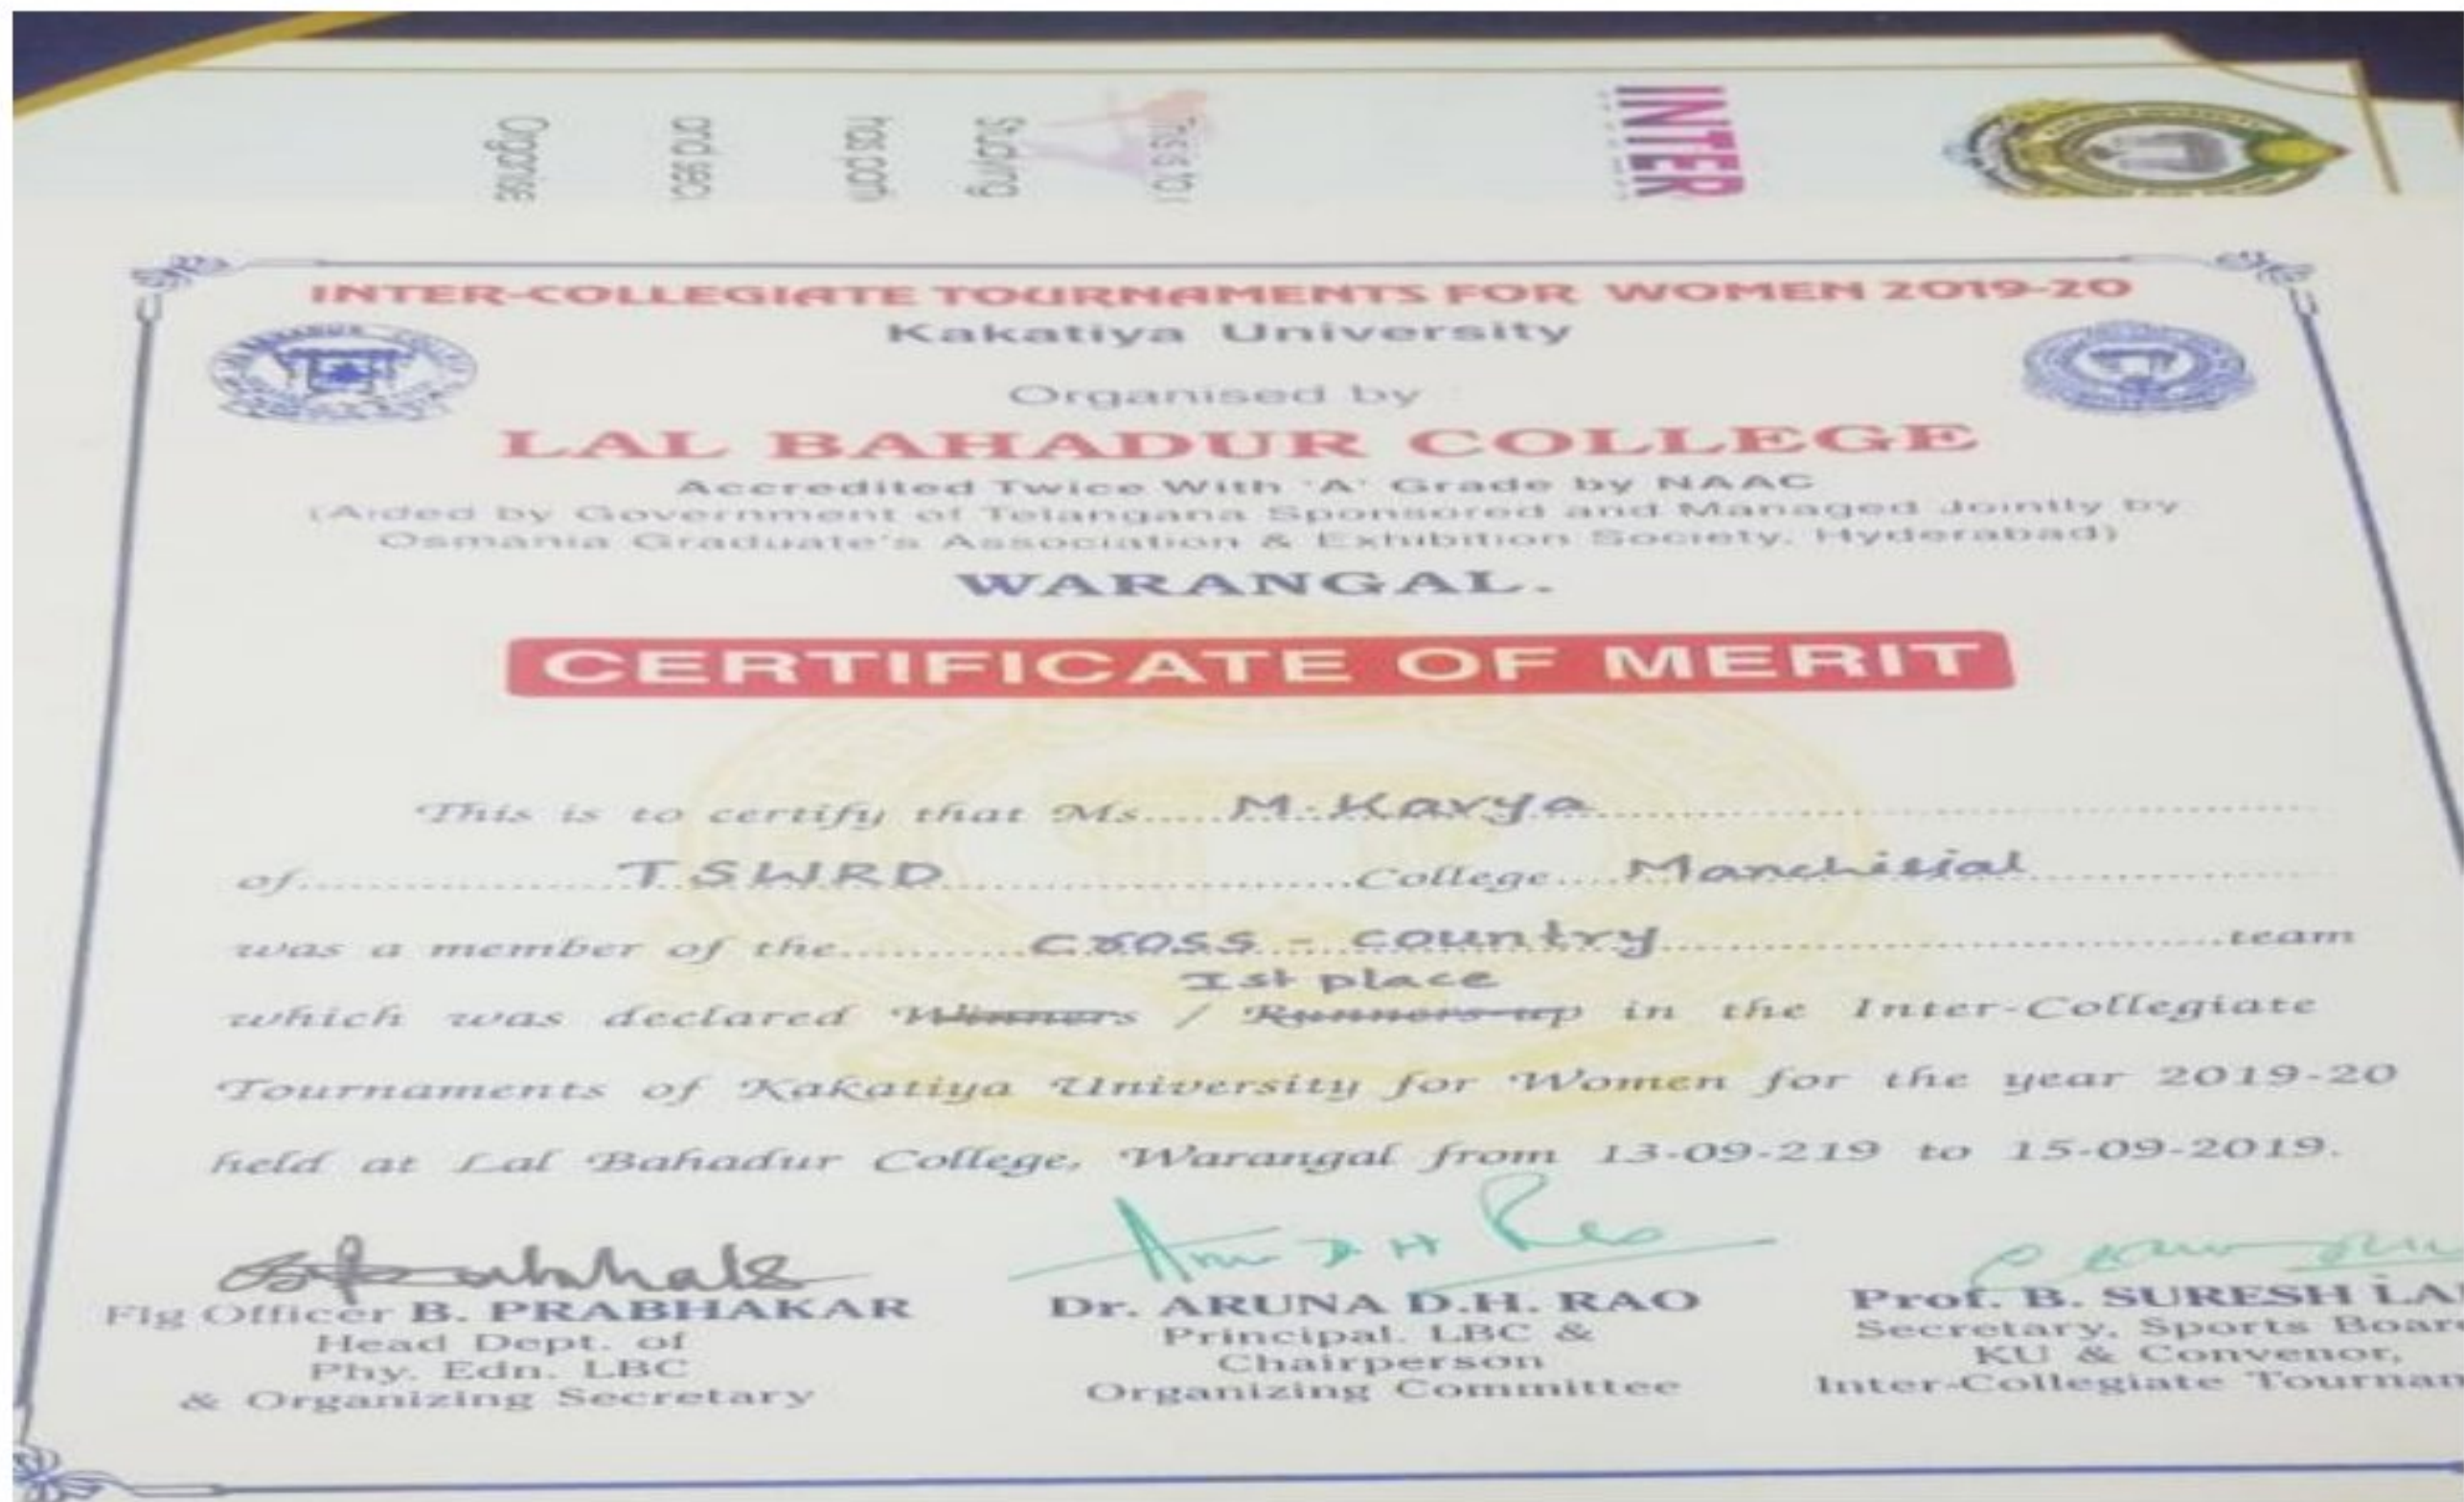 Organise
and sec
has part
Studying
This is to
INTER
INTER-COLLEGIATE TOURNAMENTS FOR WOMEN 2019-20
Kakatiya University
Organised by :
LAL BAHADUR COLLEGE
Accredited Twice With 'A' Grade by NAAC
(Aided by Government of Telangana Sponsored and Managed Jointly by
Osmania Graduate's Association & Exhibition Society, Hyderabad)
WARANGAL.
CERTIFICATE OF MERIT
This is to certify that Ms. M. Kavya
of TSWRD College Manchirial
was a member of the cross - country team
Ist place
which was declared Winners / Runners-up in the Inter-Collegiate
Tournaments of Kakatiya University for Women for the year 2019-20
held at Lal Bahadur College, Warangal from 13-09-219 to 15-09-2019.
Flg Officer B. PRABHAKAR
Head Dept. of
Phy. Edn. LBC
& Organizing Secretary
Dr. ARUNA D.H. RAO
Principal, LBC &
Chairperson
Organizing Committee
Prof. B. SURESH LA
Secretary, Sports Boar
KU & Convenor,
Inter-Collegiate Tournam